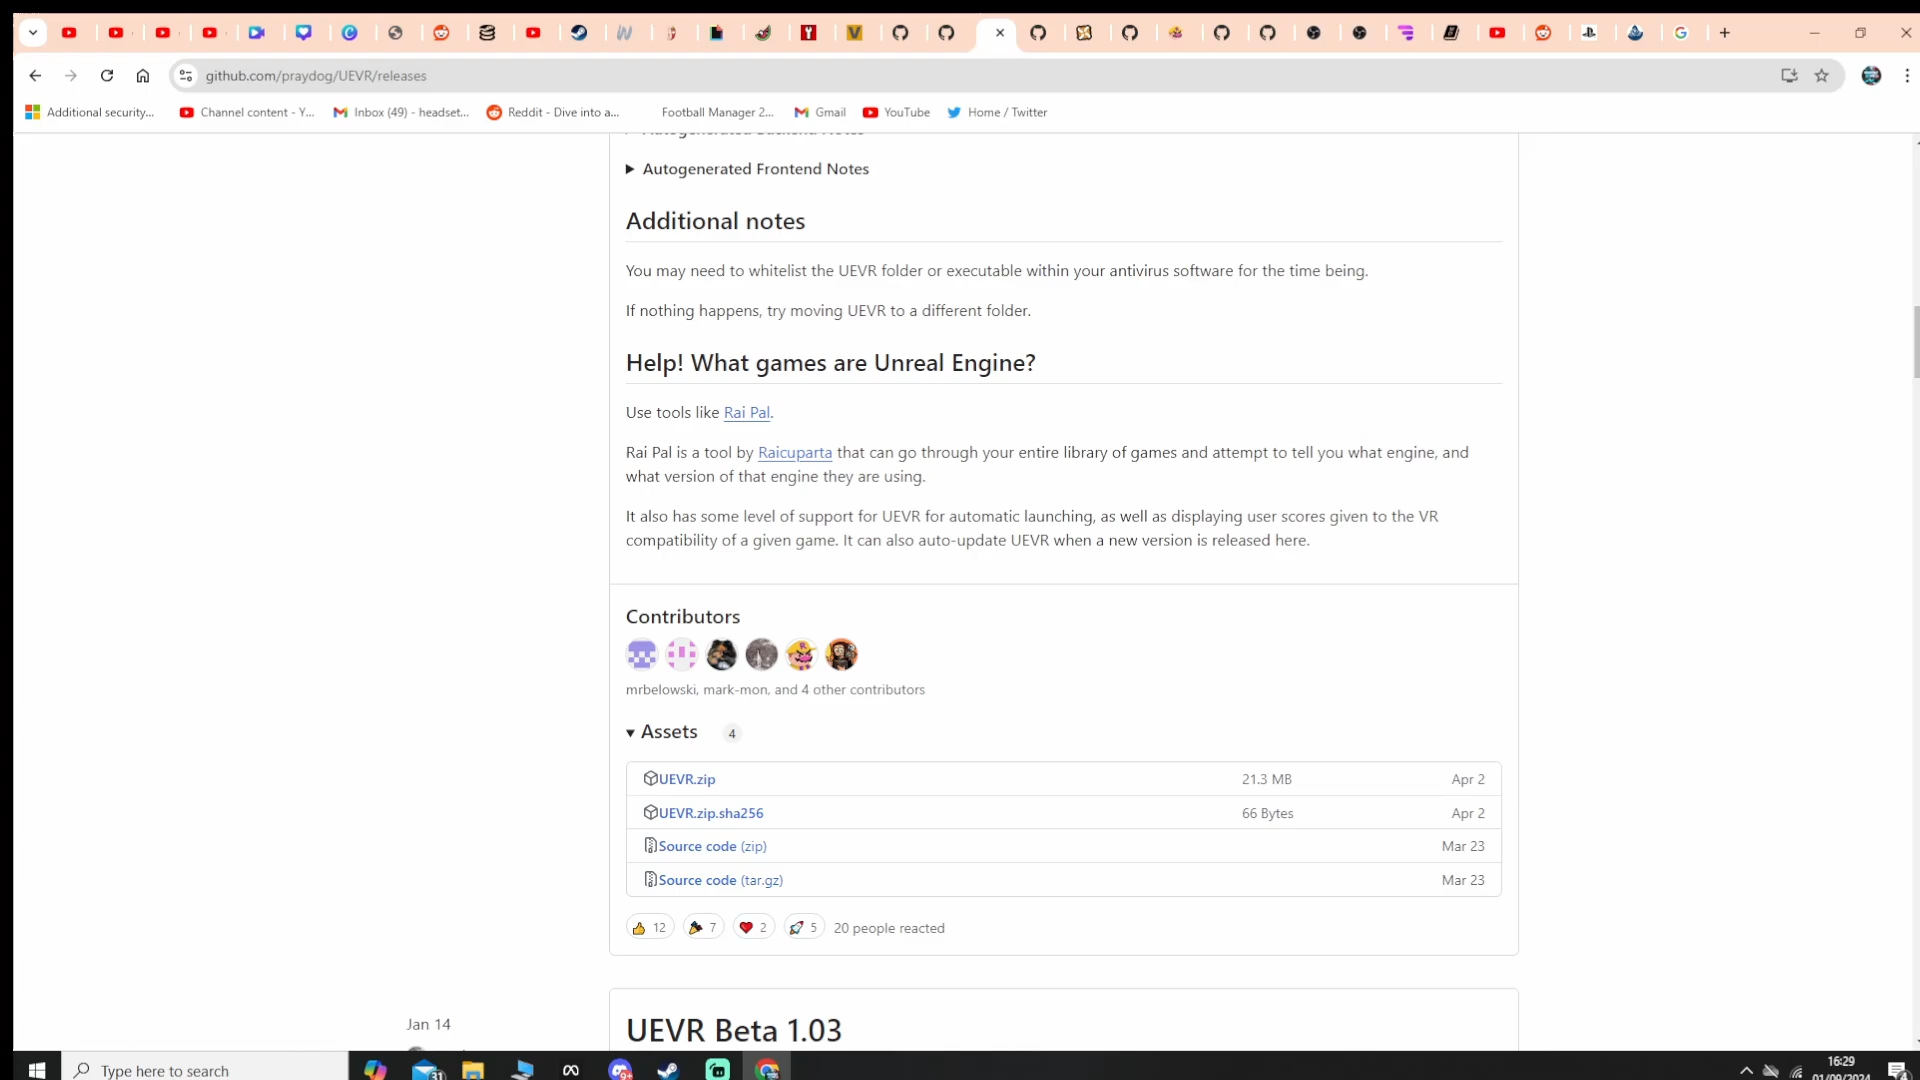 github.com/praydog/UEVR/releases
Additional security...
Channel content - Y...
Inbox (49) - headset...
Reddit - Dive into a...
Football Manager 2...
Gmail
YouTube
Home / Twitter
Autogenerated Frontend Notes
Additional notes
You may need to whitelist the UEVR folder or executable within your antivirus software for the time being.
If nothing happens, try moving UEVR to a different folder.
Help! What games are Unreal Engine?
Use tools like Rai Pal.
Rai Pal is a tool by Raicuparta that can go through your entire library of games and attempt to tell you what engine, and
what version of that engine they are using.
It also has some level of support for UEVR for automatic launching, as well as displaying user scores given to the VR
compatibility of a given game. It can also auto-update UEVR when a new version is released here.
Contributors
mrbelowski, mark-mon, and 4 other contributors
Assets 4
UEVR.zip 21.3 MB Apr 2
UEVR.zip.sha256 66 Bytes Apr 2
Source code (zip) Mar 23
Source code (tar.gz) Mar 23
12 7 2 5 20 people reacted
Jan 14
UEVR Beta 1.03
Type here to search
31
9+
16:29
01/09/2024